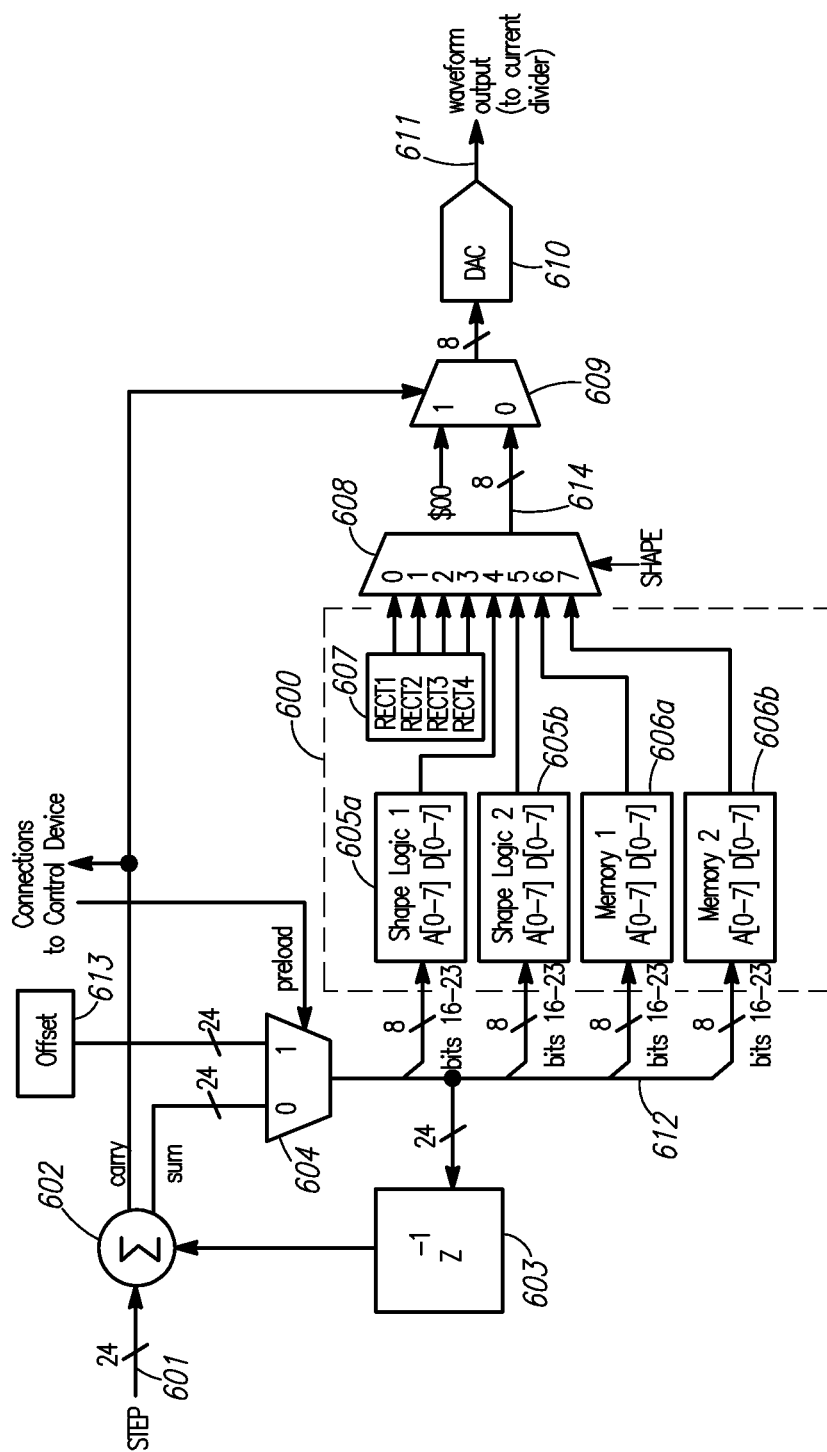 STEP
24
601
602
Σ
carry
sum
Z
-1
603
24
24
24
0
1
604
Offset
613
preload
Connections
to Control Device
612
8
bits 16-23
8
bits 16-23
8
bits 16-23
8
bits 16-23
600
Shape Logic 1
A[0-7] D[0-7]
605a
Shape Logic 2
A[0-7] D[0-7]
605b
Memory 1
A[0-7] D[0-7]
606a
Memory 2
A[0-7] D[0-7]
606b
607
RECT1
RECT2
RECT3
RECT4
0
1
2
3
4
5
6
7
608
SHAPE
8
614
$00
1
0
609
8
DAC
610
611
waveform
output
(to current
divider)